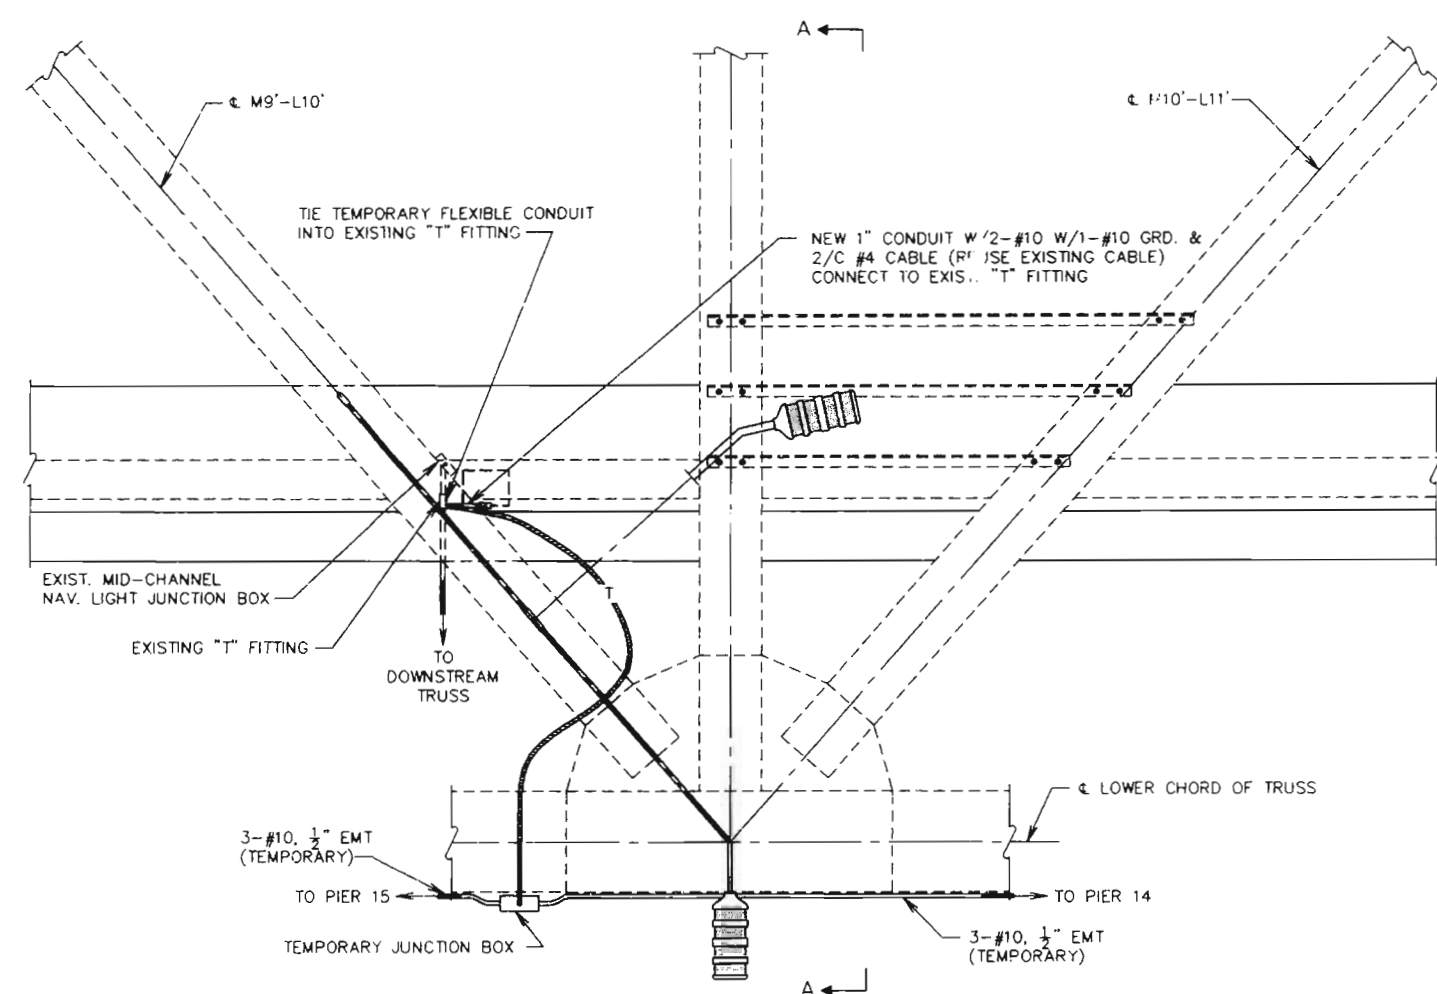 A
℄ M9'-L10'
℄ M10'-L11'
TIE TEMPORARY FLEXIBLE CONDUIT
INTO EXISTING "T" FITTING
NEW 1" CONDUIT W/2-#10 W/1-#10 GRD. &
2/C #4 CABLE (REUSE EXISTING CABLE)
CONNECT TO EXIST. "T" FITTING
EXIST. MID-CHANNEL
NAV. LIGHT JUNCTION BOX
T
EXISTING "T" FITTING
TO
DOWNSTREAM
TRUSS
℄ LOWER CHORD OF TRUSS
3-#10, 1/2" EMT
(TEMPORARY)
TO PIER 15
TO PIER 14
TEMPORARY JUNCTION BOX
3-#10, 1/2" EMT
(TEMPORARY)
A